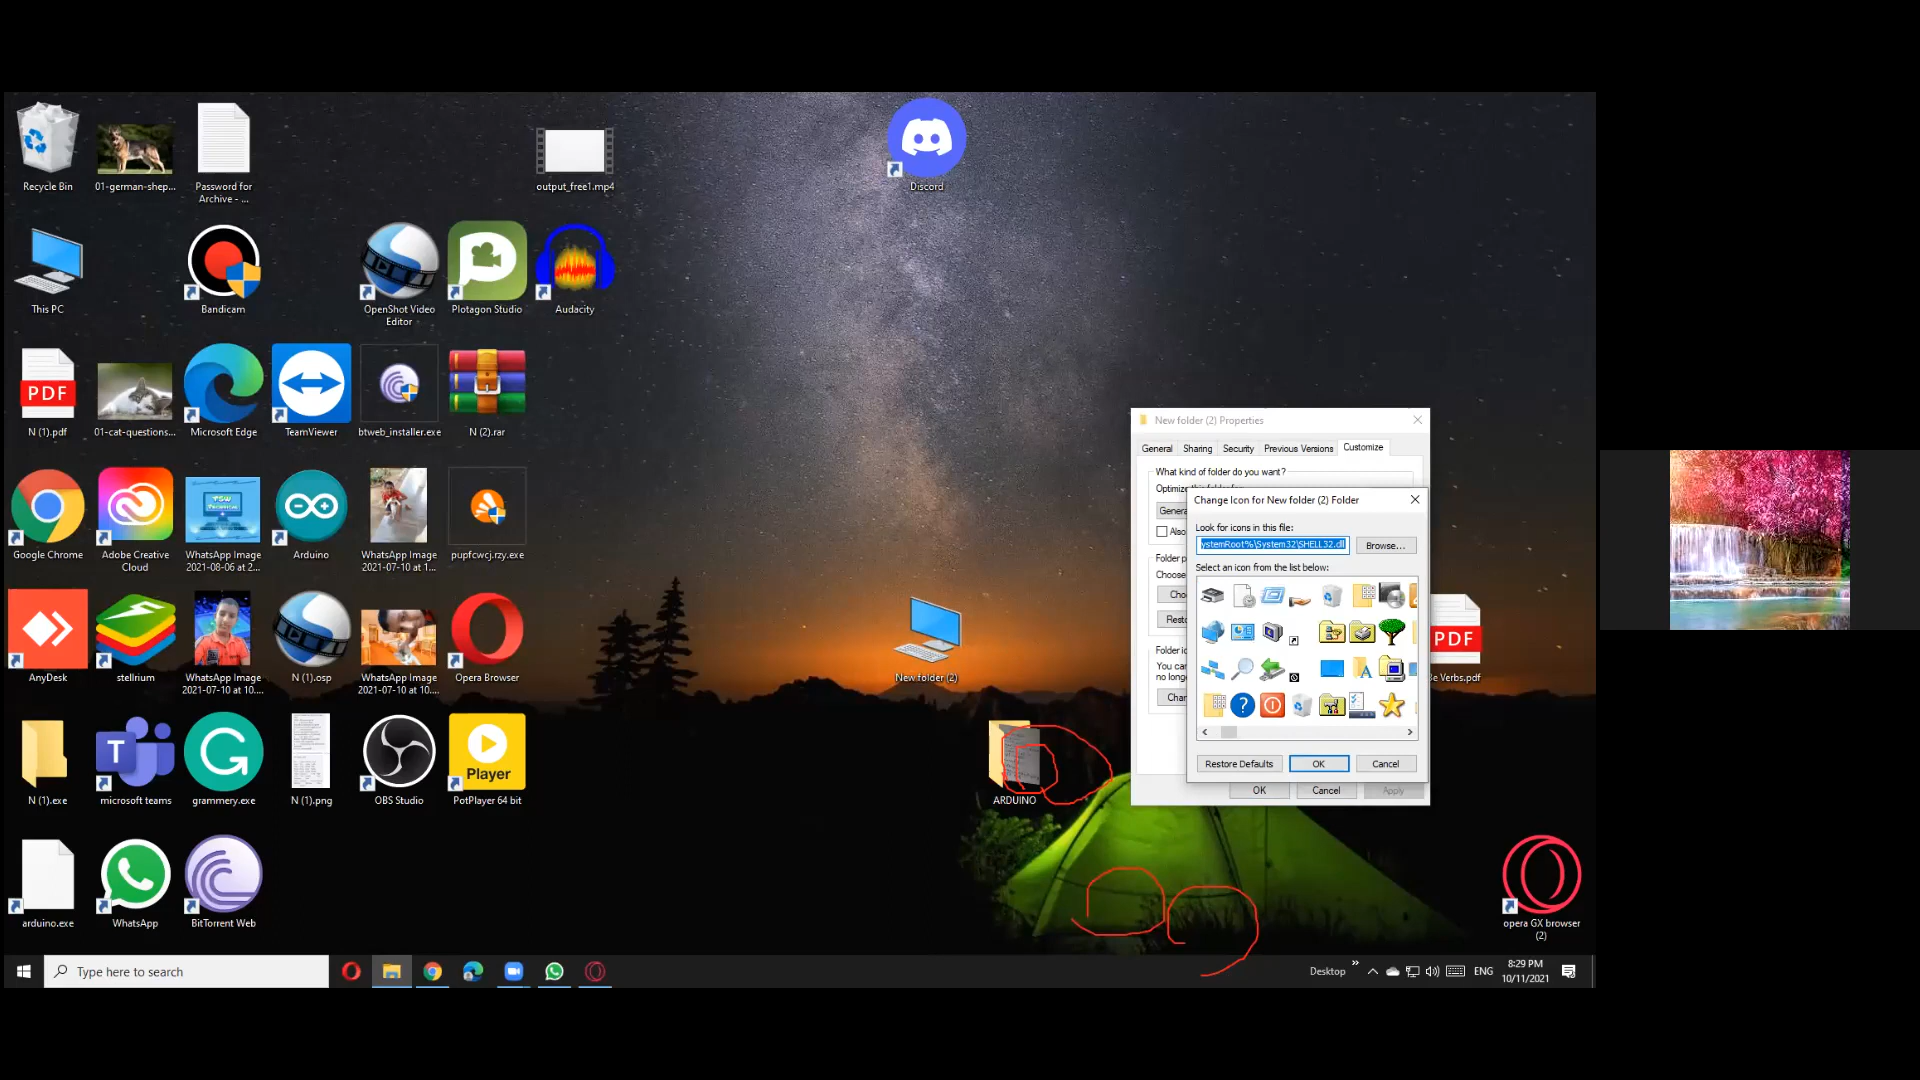 Recycle Bin
01-german-shep...
Password for
Archive - ...
output_free1.mp4
Discord
This PC
Bandicam
OpenShot Video
Editor
Plotagon Studio
Audacity
PDF
N (1).pdf
01-cat-questions...
Microsoft Edge
TeamViewer
btweb_installer.exe
N (2).rar
Google Chrome
Adobe Creative
Cloud
WhatsApp Image
2021-08-06 at 2...
Arduino
WhatsApp Image
2021-07-10 at 1...
pupfcwcj.rzy.exe
AnyDesk
stellrium
WhatsApp Image
2021-07-10 at 10....
N (1).osp
WhatsApp Image
2021-07-10 at 10...
Opera Browser
New folder (2)
PDF
Be Verbs.pdf
N (1).exe
T
microsoft teams
grammery.exe
N (1).png
OBS Studio
Player
PotPlayer 64 bit
ARDUINO
arduino.exe
WhatsApp
BitTorrent Web
opera GX browser
(2)
New folder (2) Properties
General Sharing Security Previous Versions Customize
What kind of folder do you want?
Optimize
Genera
Also
Folder p
Choose
Cho
Resto
Folder ic
You can
no longe
Chan
OK Cancel Apply
Change Icon for New folder (2) Folder
Look for icons in this file:
ystemRoot%\System32\SHELL32.dll Browse...
Select an icon from the list below:
Restore Defaults OK Cancel
Type here to search
Desktop
ENG
8:29 PM
10/11/2021